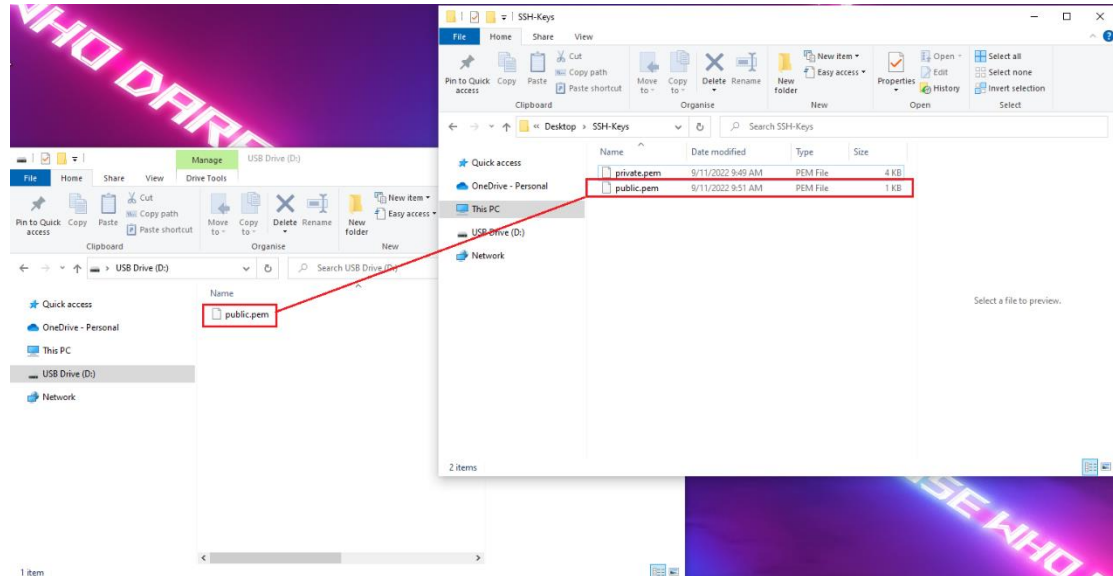 WHO DARE
SSH-Keys
File Home Share View
Pin to Quick access
Copy
Paste
Cut
Copy path
Paste shortcut
Clipboard
Move to
Copy to
Delete
Rename
Organise
New folder
New item
Easy access
New
Properties
Open
Edit
History
Open
Select all
Select none
Invert selection
Select
« Desktop › SSH-Keys
Search SSH-Keys
Quick access
OneDrive - Personal
This PC
USB Drive (D:)
Network
Name Date modified Type Size
private.pem 9/11/2022 9:49 AM PEM File 4 KB
public.pem 9/11/2022 9:51 AM PEM File 1 KB
Select a file to preview.
2 items
Manage USB Drive (D:)
File Home Share View Drive Tools
Pin to Quick access
Copy
Paste
Cut
Copy path
Paste shortcut
Clipboard
Move to
Copy to
Delete
Rename
Organise
New folder
New item
Easy access
New
› USB Drive (D:)
Search USB Drive (D:)
Quick access
OneDrive - Personal
This PC
USB Drive (D:)
Network
Name
public.pem
1 item
SE WHO